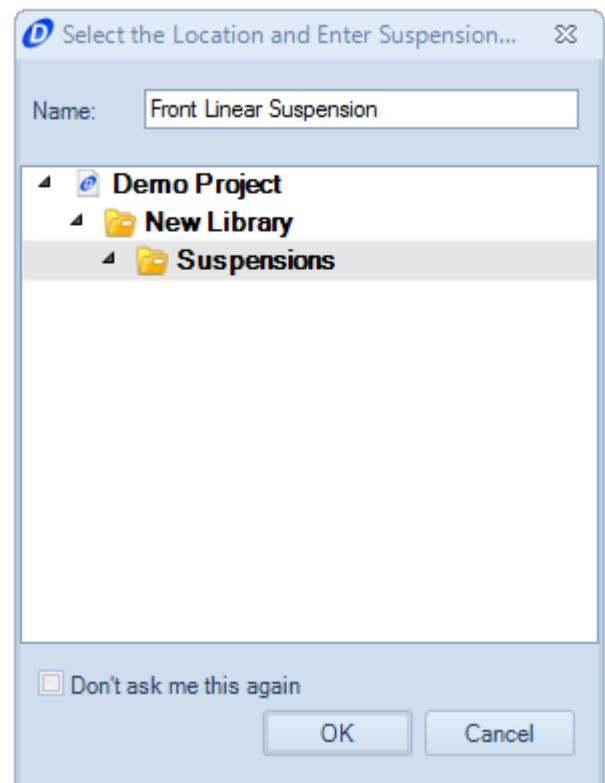 Select the Location and Enter Suspension...
Name: Front Linear Suspension
Demo Project
New Library
Suspensions
Don't ask me this again
OK Cancel